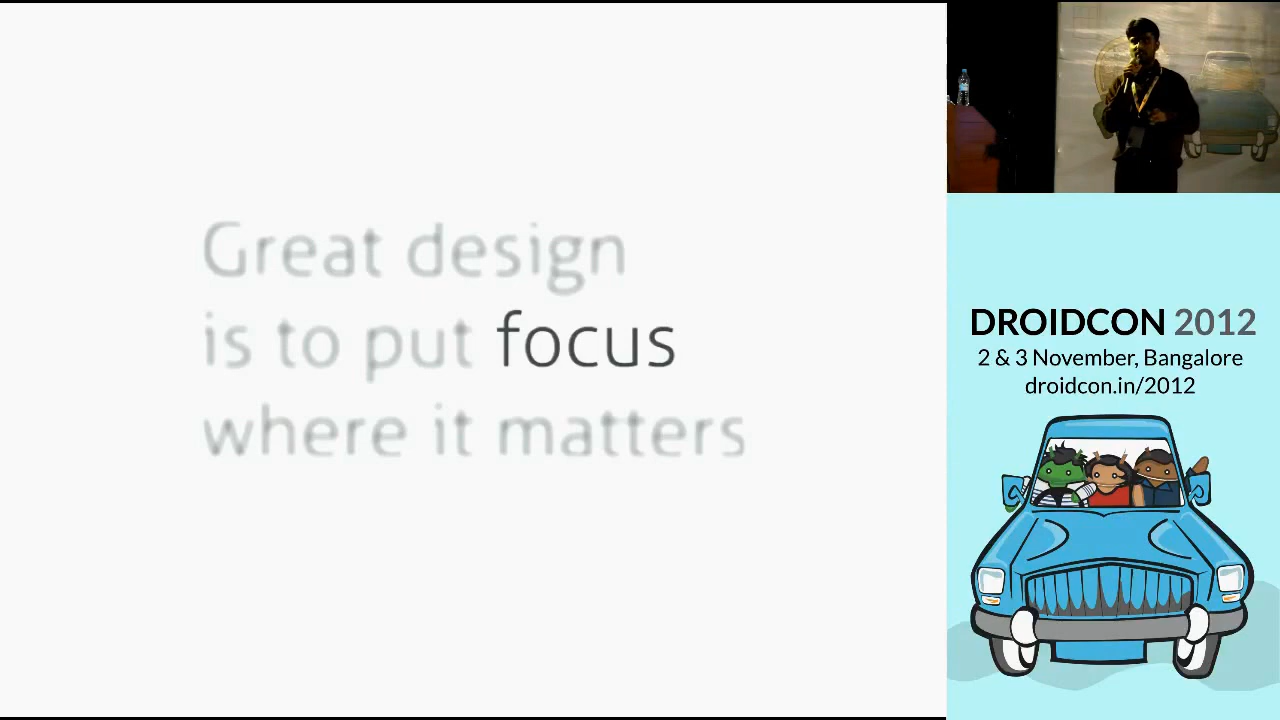 Great design
is to put focus
where it matters
DROIDCON 2012
2 & 3 November, Bangalore
droidcon.in/2012